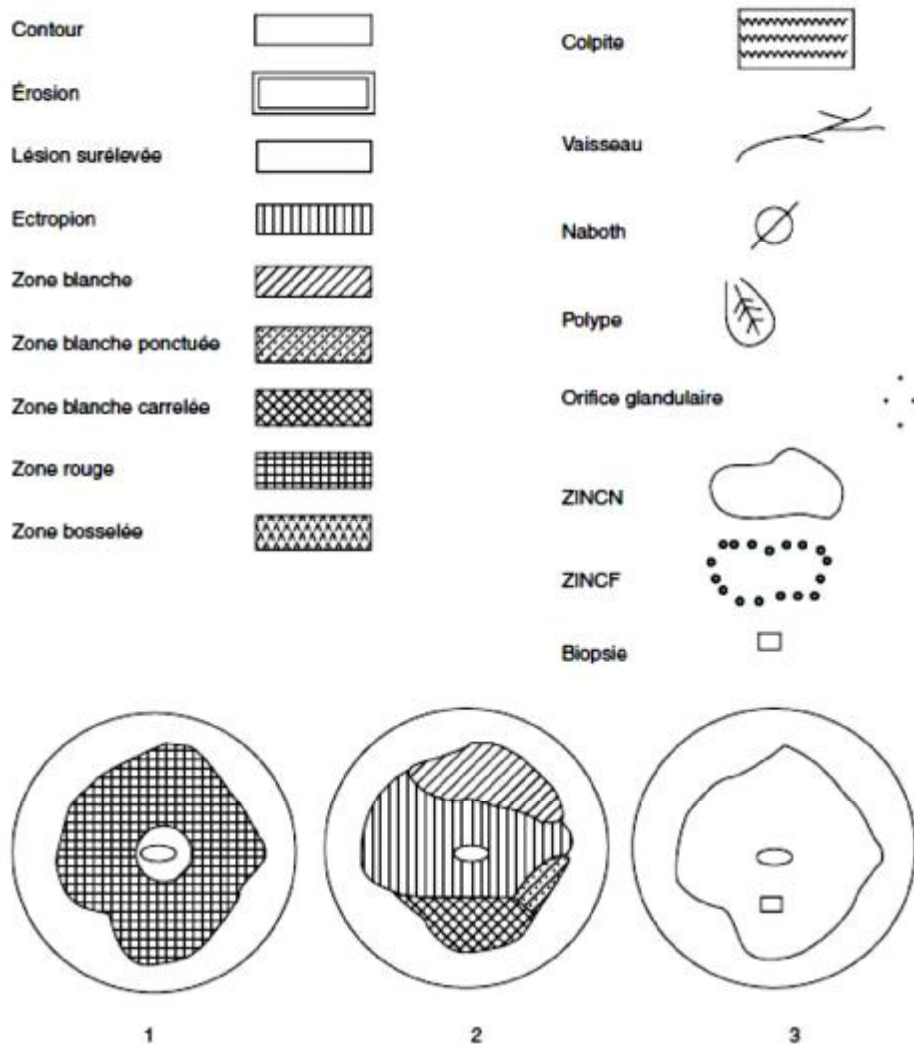 Contour
Érosion
Lésion surélevée
Ectropion
Zone blanche
Zone blanche ponctuée
Zone blanche carrelée
Zone rouge
Zone bosselée
Colpite
Vaisseau
Naboth
Polype
Orifice glandulaire
ZINCN
ZINCF
Biopsie
1
2
3